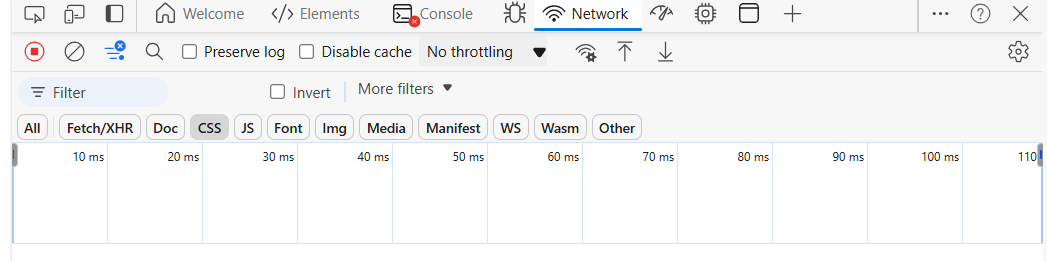 Welcome Elements Console Network
Preserve log Disable cache No throttling
Filter Invert More filters
All Fetch/XHR Doc CSS JS Font Img Media Manifest WS Wasm Other
10 ms 20 ms 30 ms 40 ms 50 ms 60 ms 70 ms 80 ms 90 ms 100 ms 110